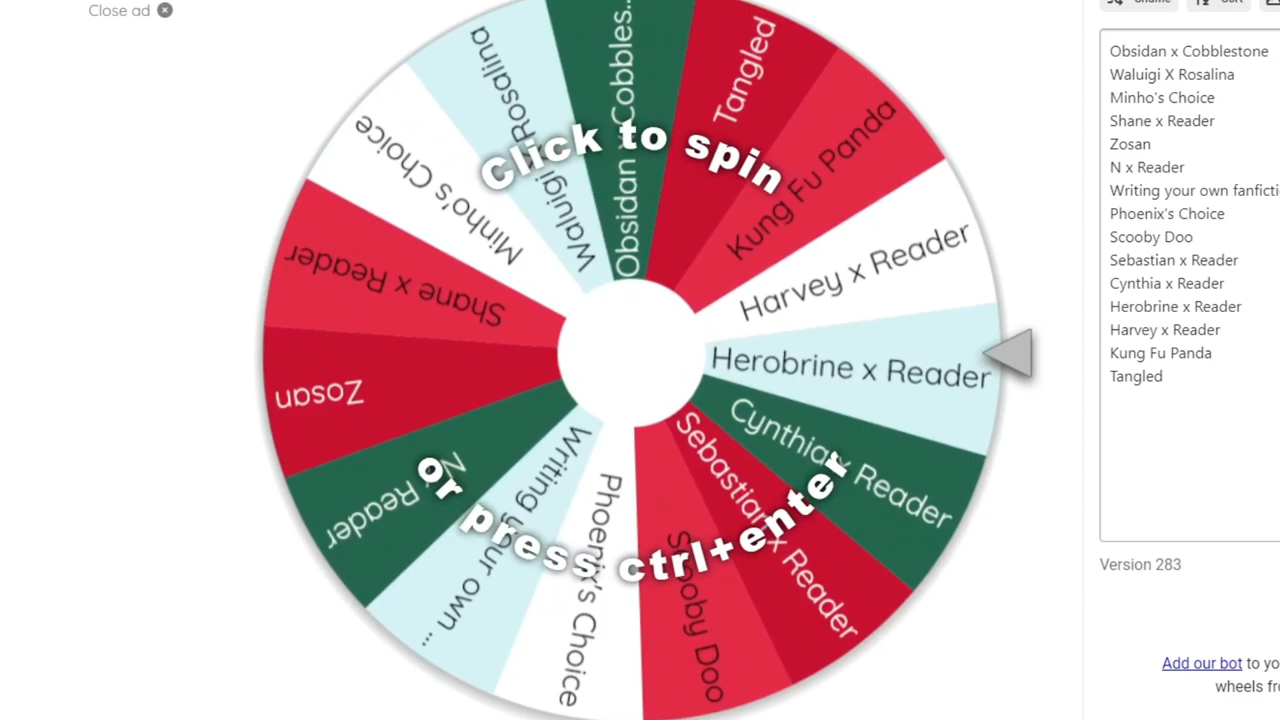 Close ad
Click to spin
or press ctrl+enter
Obsidan x Cobbles...
Tangled
Kung Fu Panda
Harvey x Reader
Herobrine x Reader
Cynthia x Reader
Sebastian x Reader
Scooby Doo
Phoenix's Choice
Writing your own ...
N x Reader
Zosan
Shane x Reader
Minho's Choice
Waluigi X Rosalina
Obsidan x Cobblestone
Waluigi X Rosalina
Minho's Choice
Shane x Reader
Zosan
N x Reader
Writing your own fanfictio
Phoenix's Choice
Scooby Doo
Sebastian x Reader
Cynthia x Reader
Herobrine x Reader
Harvey x Reader
Kung Fu Panda
Tangled
Version 283
Add our bot to yo
wheels fr